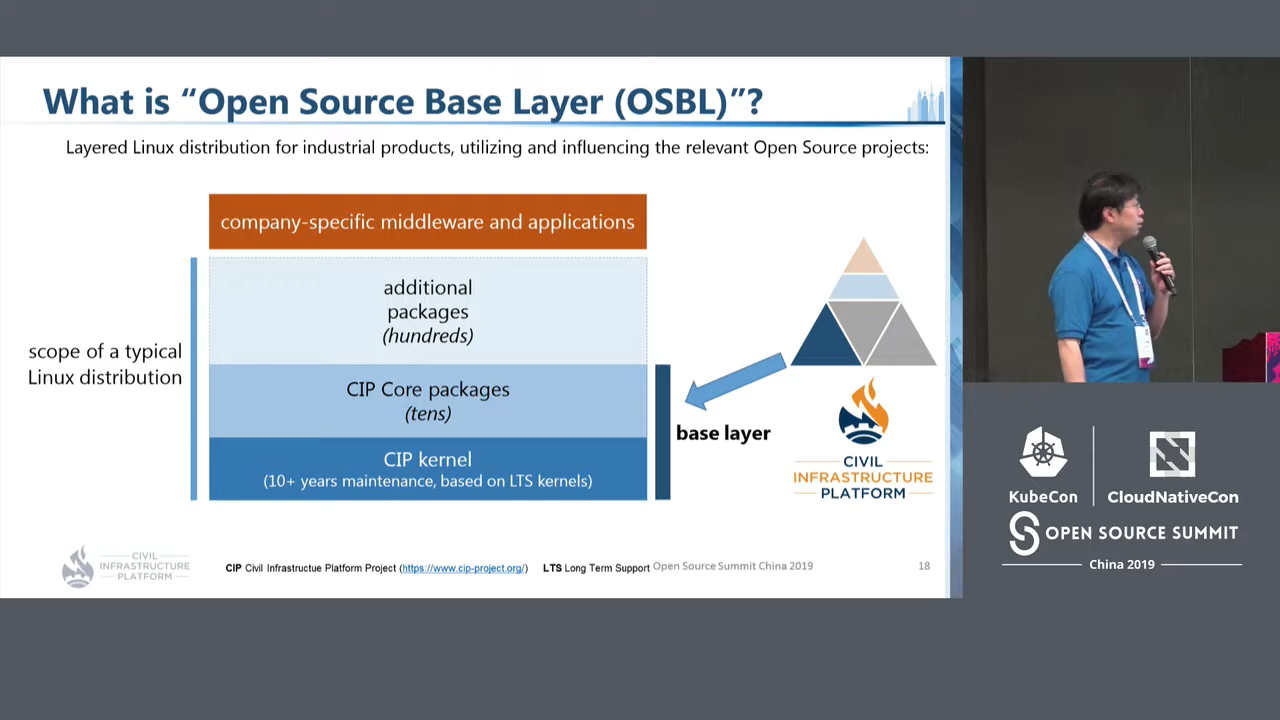 What is “Open Source Base Layer (OSBL)”?
Layered Linux distribution for industrial products, utilizing and influencing the relevant Open Source projects:
company-specific middleware and applications
additional
packages
(hundreds)
scope of a typical
Linux distribution
CIP Core packages
(tens)
base layer
CIP kernel
(10+ years maintenance, based on LTS kernels)
CIVIL
INFRASTRUCTURE
PLATFORM
CIVIL
INFRASTRUCTURE
PLATFORM
CIP Civil Infrastructue Platform Project (https://www.cip-project.org/) LTS Long Term Support Open Source Summit China 2019
18
KubeCon
CloudNativeCon
OPEN SOURCE SUMMIT
China 2019